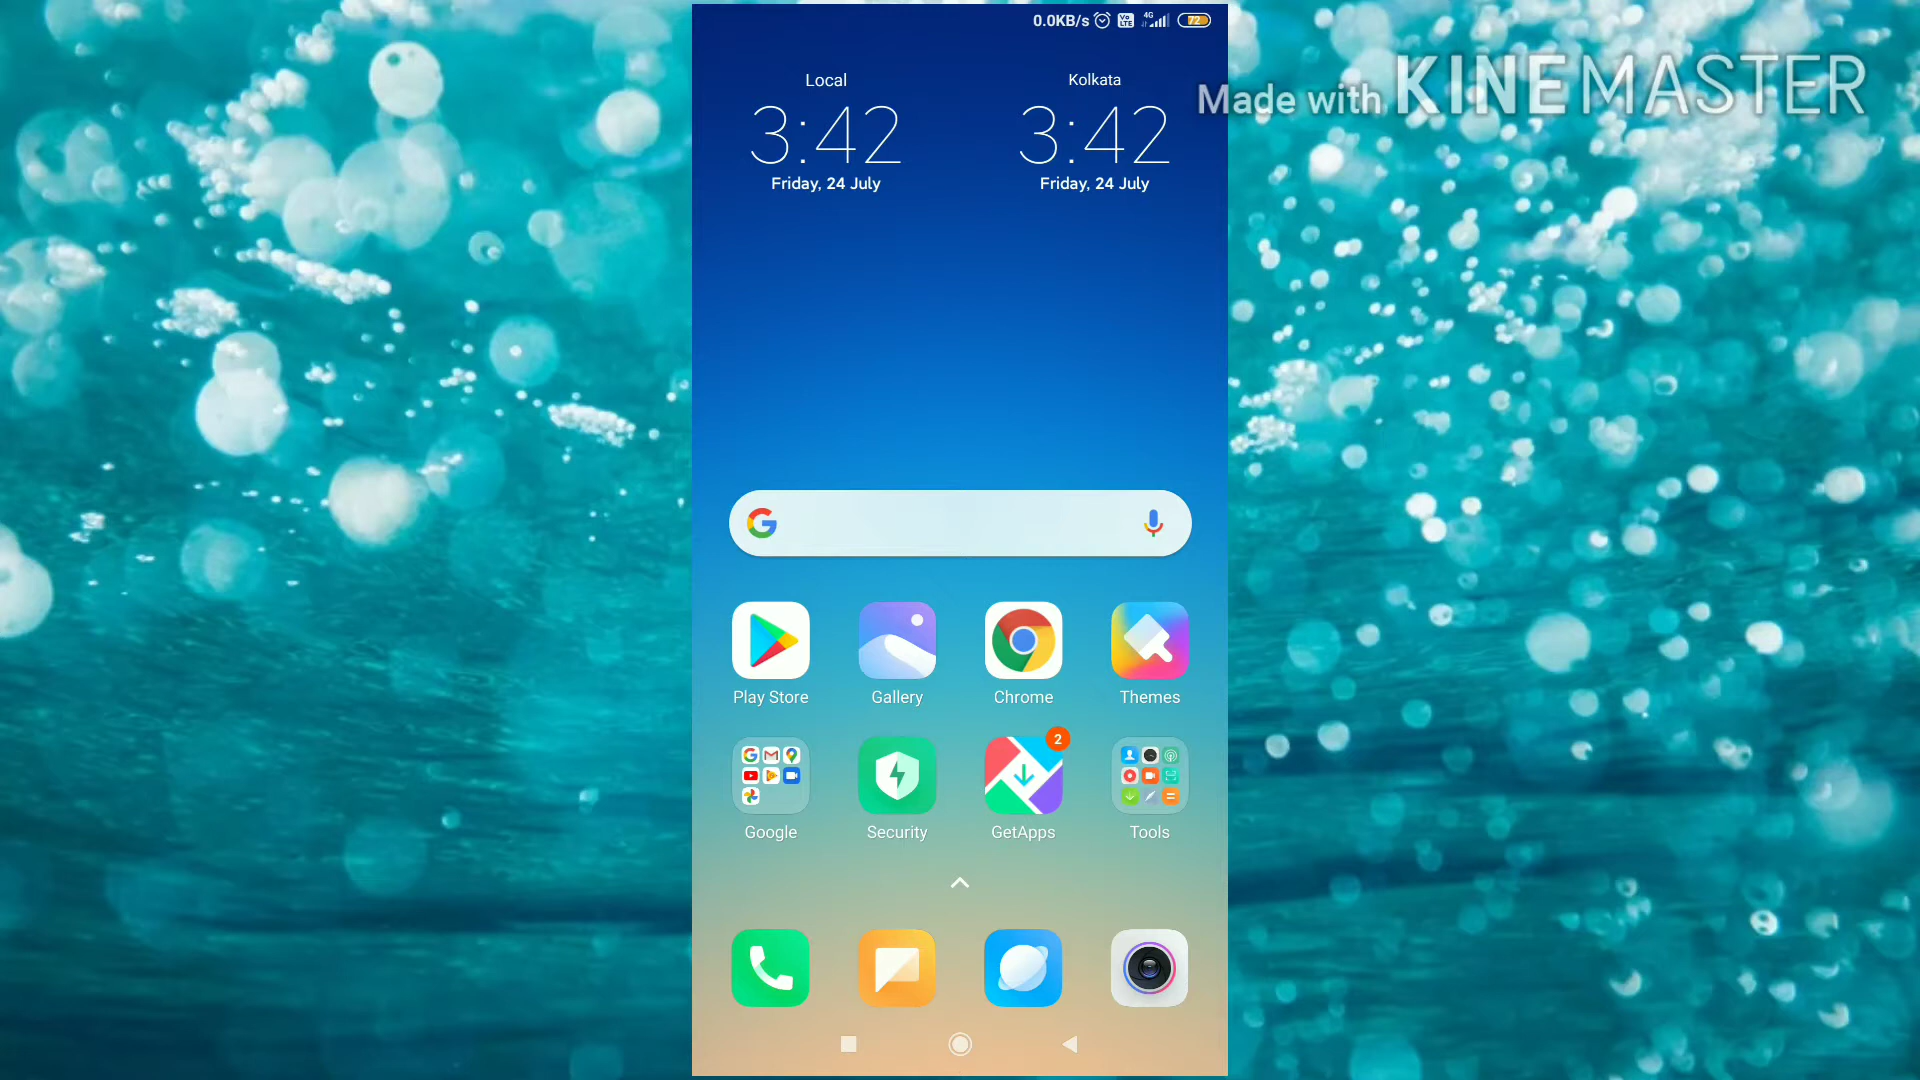 0.0KB/s 4G 72
Made with KINEMASTER
Local Kolkata
3:42 3:42
Friday, 24 July Friday, 24 July
Play Store Gallery Chrome Themes
2
Google Security GetApps Tools